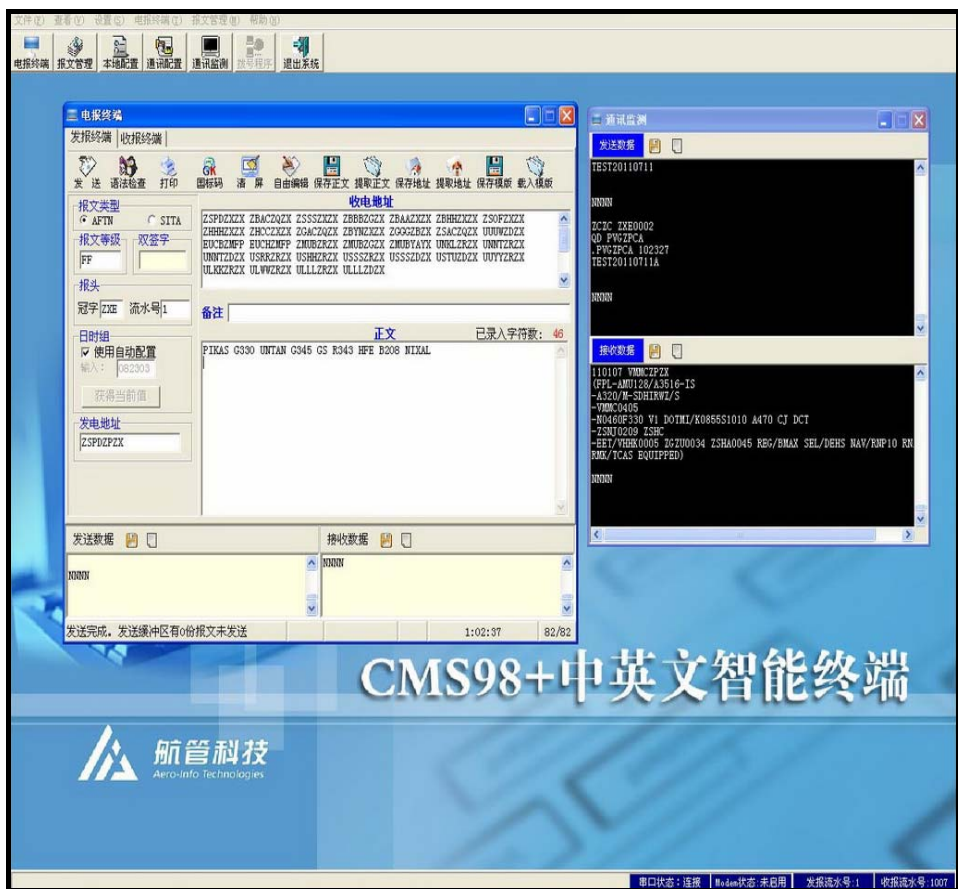 文件(F) 查看(V) 设置(S) 电报终端(T) 报文管理(M) 帮助(H)
电报终端 报文管理 本地配置 通讯配置 通讯监测 拨号程序 退出系统
电报终端
发报终端 收报终端
发 送 语法检查 打印 国标码 清 屏 自由编辑 保存正文 提取正文 保存地址 提取地址 保存模版 载入模版
报文类型
AFTN SITA
报文等级 双签字
FF
报头
冠字 ZXE 流水号 1
日时组
使用自动配置
输入: 082303
获得当前值
发电地址
ZSPDZPZX
收电地址
ZSPDZXZX ZBACZQZX ZSSSZXZX ZBBBZGZX ZBAAZXZX ZBHHZXZX ZSOFZXZX
ZHHHZXZX ZHCCZXZX ZGACZQZX ZBYNZXZX ZGGGZBZX ZSACZQZX UUUWZDZX
EUCBZMFP EUCHZMFP ZMUBZRZX ZMUBZGZX ZMUBYAYX UNKLZRZX UNNTZRZX
UNNTZDZX USRRZRZX USHHZRZX USSSZRZX USSSZDZX USTUZDZX UUYYZRZX
ULKKZRZX ULWWZRZX ULLLZRZX ULLLZDZX
备注
正文 已录入字符数: 46
PIKAS G330 UNTAN G345 GS R343 HFE B208 NIXAL
发送数据 接收数据
NNNN NNNN
发送完成。发送缓冲区有0份报文未发送 1:02:37 82/82
通讯监测
发送数据
TEST20110711
NNNN
ZCZC ZXE0002
QD PVGZPCA
.PVGZPCA 102327
TEST20110711A
NNNN
接收数据
110107 VMMCZPZX
(FPL-AMU128/A3516-IS
-A320/M-SDHIRWZ/S
-VMMC0405
-N0460F330 V1 DOTMI/K0855S1010 A470 CJ DCT
-ZSNJ0209 ZSHC
-EET/VHHK0005 ZGZU0034 ZSHA0045 REG/BMAX SEL/DEHS NAV/RNP10 RN
RMK/TCAS EQUIPPED)
NNNN
CMS98+中英文智能终端
航管科技
Aero-Info Technologies
串口状态:连接 Modem状态:未启用 发报流水号:1 收报流水号:1007